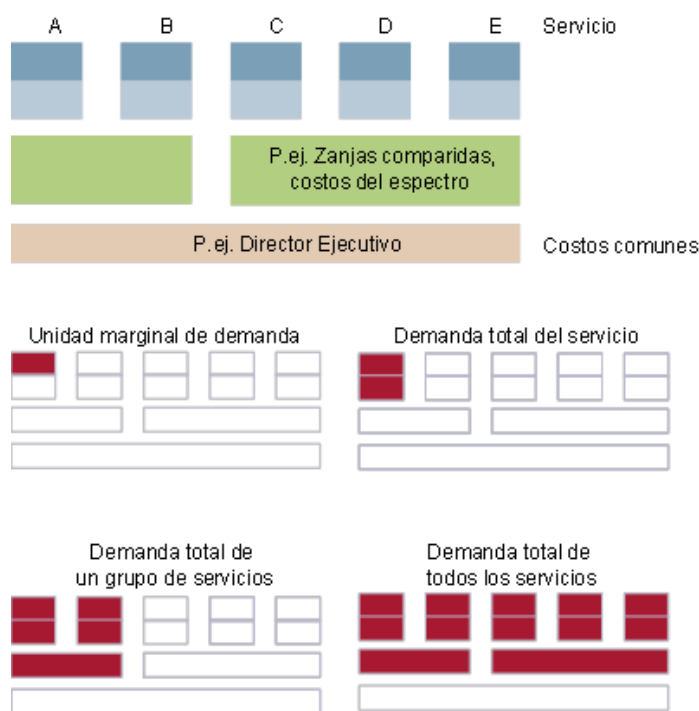 A B C D E Servicio
P.ej. Zanjas comparidas,
costos del espectro
P.ej. Director Ejecutivo
Costos comunes
Unidad marginal de demanda
Demanda total del servicio
Demanda total de
un grupo de servicios
Demanda total de
todos los servicios